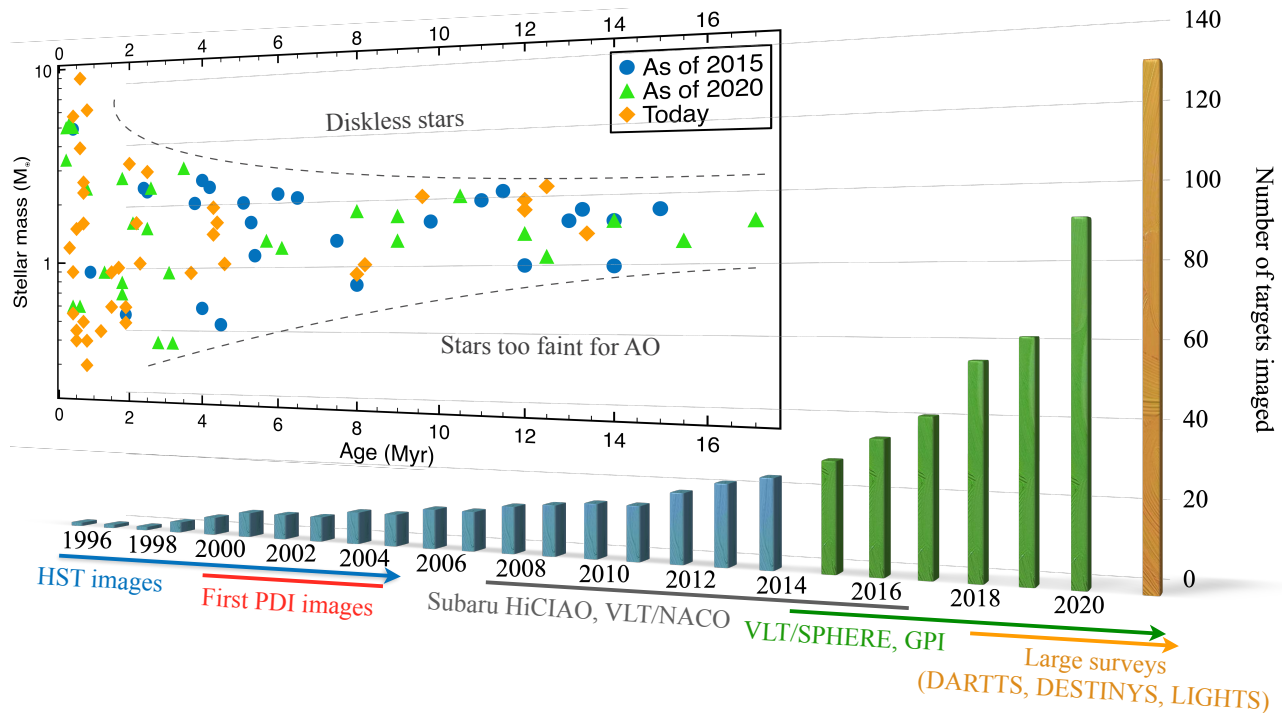 0 2 4 6 8 10 12 14 16
10
1
Stellar mass (M⊙)
As of 2015
As of 2020
Today
Diskless stars
Stars too faint for AO
0 2 4 6 8 10 12 14 16
Age (Myr)
140
120
100
80
60
40
20
0
Number of targets imaged
1996 1998 2000 2002 2004 2006 2008 2010 2012 2014 2016 2018 2020
HST images
First PDI images
Subaru HiCIAO, VLT/NACO
VLT/SPHERE, GPI
Large surveys
(DARTTS, DESTINYS, LIGHTS)